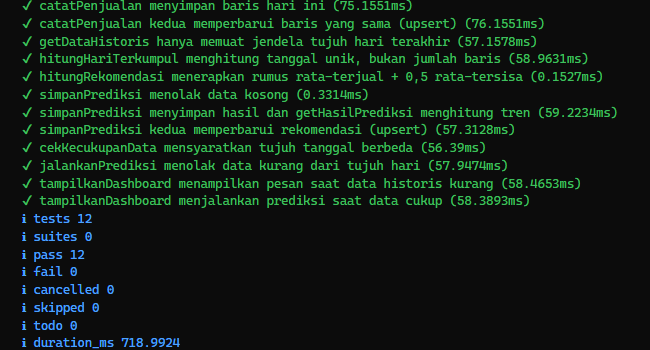 ✓ catatPenjualan menyimpan baris hari ini (75.1551ms)
✓ catatPenjualan kedua memperbarui baris yang sama (upsert) (76.1551ms)
✓ getDataHistoris hanya memuat jendela tujuh hari terakhir (57.1578ms)
✓ hitungHariTerkumpul menghitung tanggal unik, bukan jumlah baris (58.9631ms)
✓ hitungRekomendasi menerapkan rumus rata-terjual + 0,5 rata-tersisa (0.1527ms)
✓ simpanPrediksi menolak data kosong (0.3314ms)
✓ simpanPrediksi menyimpan hasil dan getHasilPrediksi menghitung tren (59.2234ms)
✓ simpanPrediksi kedua memperbarui rekomendasi (upsert) (57.3128ms)
✓ cekKecukupanData mensyaratkan tujuh tanggal berbeda (56.39ms)
✓ jalankanPrediksi menolak data kurang dari tujuh hari (57.9474ms)
✓ tampilkanDashboard menampilkan pesan saat data historis kurang (58.4653ms)
✓ tampilkanDashboard menjalankan prediksi saat data cukup (58.3893ms)
ℹ tests 12
ℹ suites 0
ℹ pass 12
ℹ fail 0
ℹ cancelled 0
ℹ skipped 0
ℹ todo 0
ℹ duration_ms 718.9924